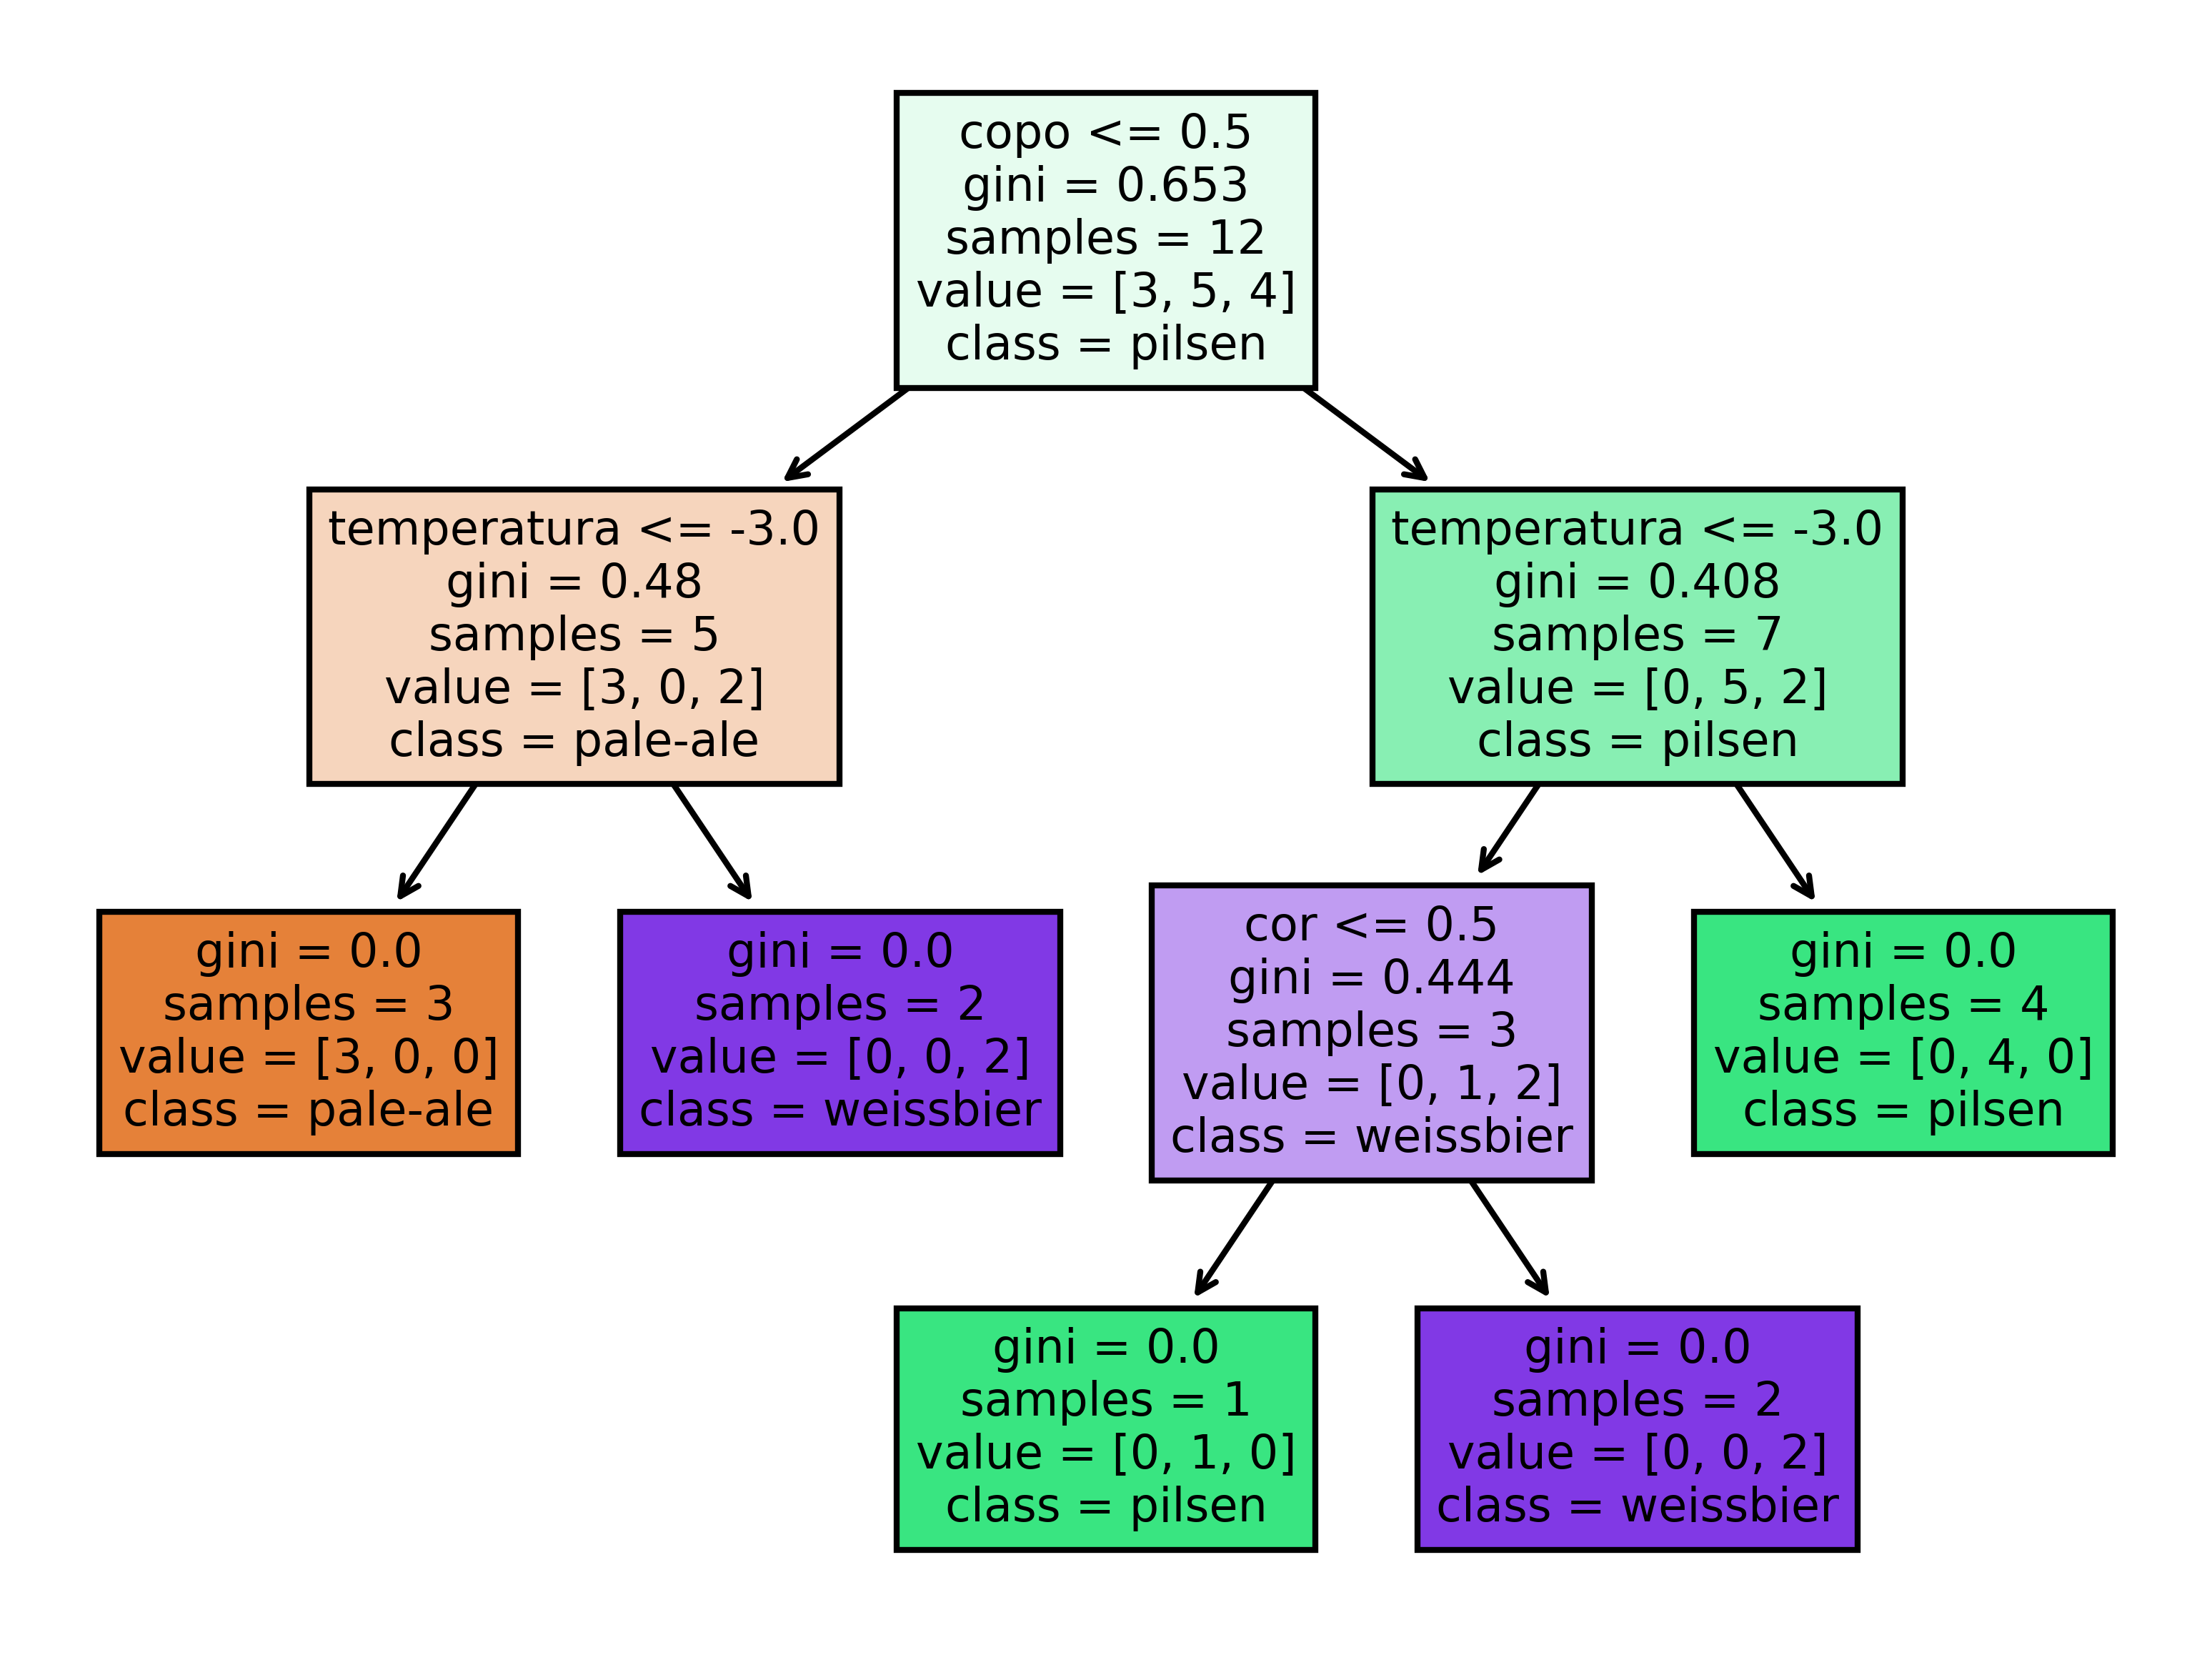 copo <= 0.5
gini = 0.653
samples = 12
value = [3, 5, 4]
class = pilsen
temperatura <= -3.0
gini = 0.48
samples = 5
value = [3, 0, 2]
class = pale-ale
temperatura <= -3.0
gini = 0.408
samples = 7
value = [0, 5, 2]
class = pilsen
gini = 0.0
samples = 3
value = [3, 0, 0]
class = pale-ale
gini = 0.0
samples = 2
value = [0, 0, 2]
class = weissbier
cor <= 0.5
gini = 0.444
samples = 3
value = [0, 1, 2]
class = weissbier
gini = 0.0
samples = 4
value = [0, 4, 0]
class = pilsen
gini = 0.0
samples = 1
value = [0, 1, 0]
class = pilsen
gini = 0.0
samples = 2
value = [0, 0, 2]
class = weissbier